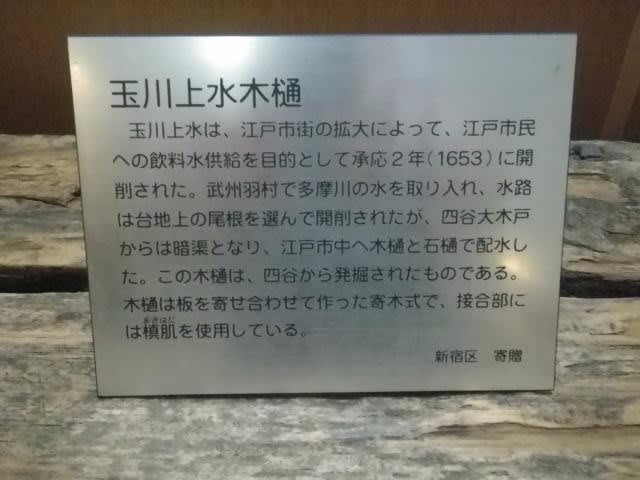 玉川上水木樋
玉川上水は、江戸市街の拡大によって、江戸市民
への飲料水供給を目的として承応２年(1653)に開
削された。武州羽村で多摩川の水を取り入れ、水路
は台地上の尾根を選んで開削されたが、四谷大木戸
からは暗渠となり、江戸市中へ木樋と石樋で配水し
た。この木樋は、四谷から発掘されたものである。
木樋は板を寄せ合わせて作った寄木式で、接合部に
まきはだ
は槙肌を使用している。
新宿区　寄贈